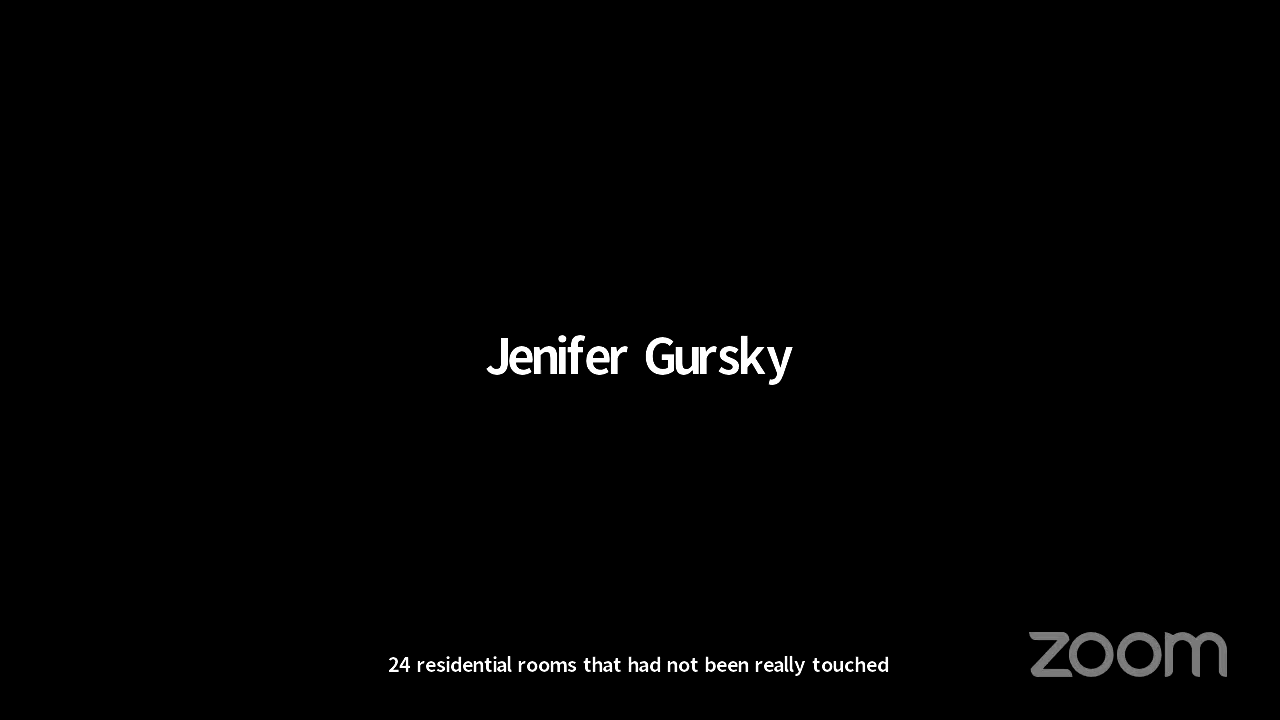 Jenifer Gursky
24 residential rooms that had not been really touched
zoom